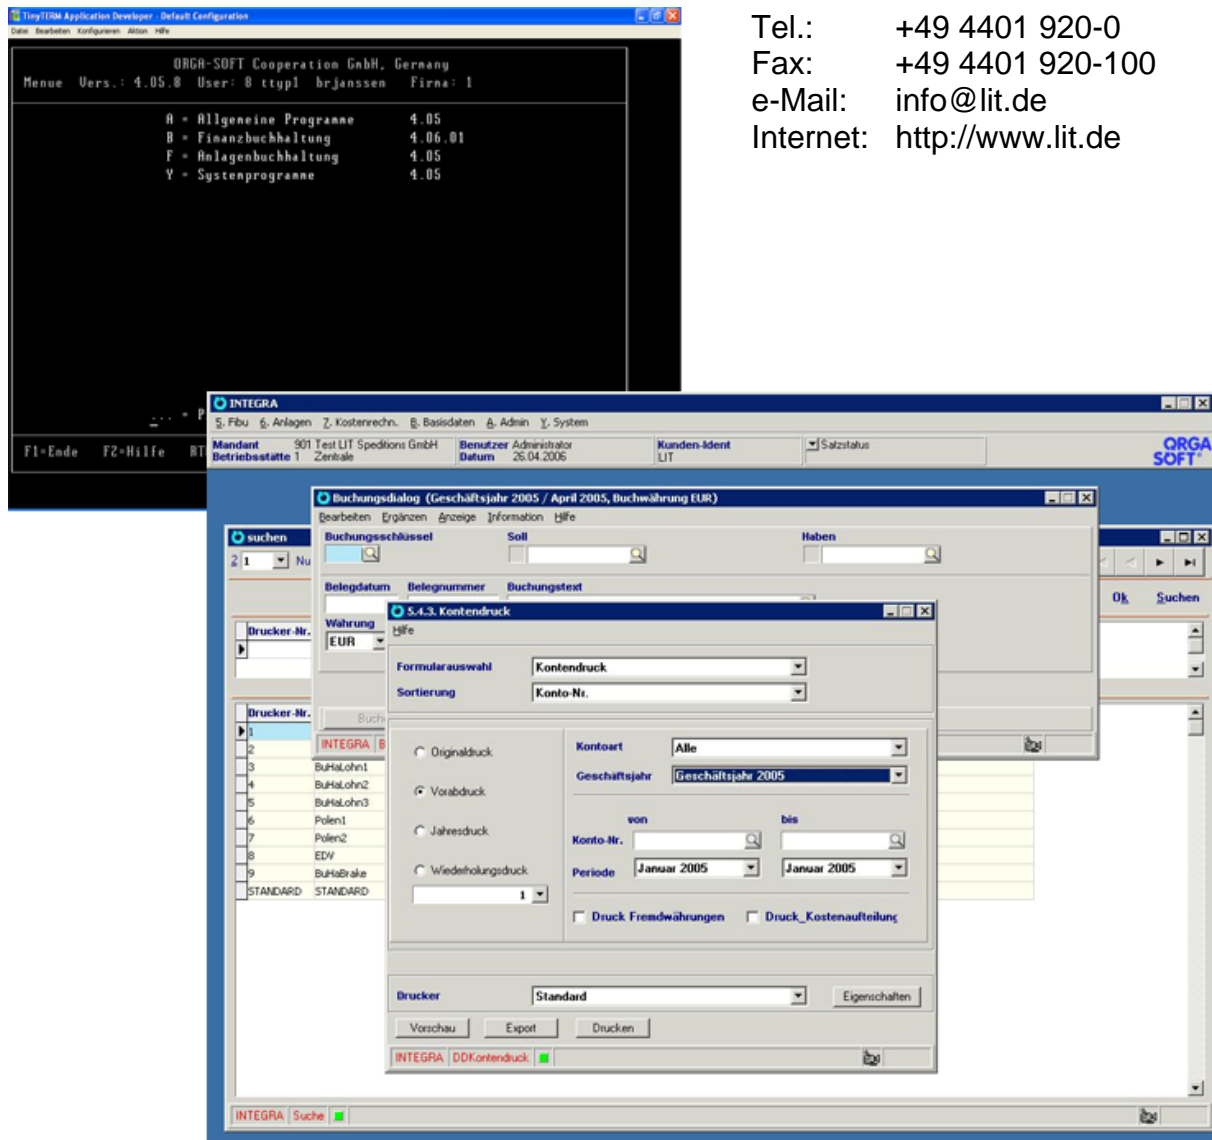 TinyTERM Application Developer - Default Configuration
Datei Bearbeiten Konfigurieren Aktion Hilfe
ORGA-SOFT Cooperation GmbH, Germany
Menue Vers.: 4.05.8 User: 8 ttyp1 brjanssen Firma: 1
A = Allgemeine Programme 4.05
B = Finanzbuchhaltung 4.06.01
F = Anlagenbuchhaltung 4.05
Y = Systemprogramme 4.05
... = P
F1=Ende F2=Hilfe
Tel.: +49 4401 920-0
Fax: +49 4401 920-100
e-Mail: info@lit.de
Internet: http://www.lit.de
INTEGRA
5. Fibu 6. Anlagen 7. Kostenrechn. 8. Basisdaten A. Admin Y. System
Mandant 901 Test LIT Speditions GmbH Benutzer Administrator Kunden-Ident Satzstatus
Betriebsstätte 1 Zentrale Datum 26.04.2006 LIT
ORGA
SOFT
Buchungsdialog (Geschäftsjahr 2005 / April 2005, Buchwährung EUR)
Bearbeiten Ergänzen Anzeige Information Hilfe
Buchungsschlüssel Soll Haben
Belegdatum Belegnummer Buchungstext
Währung
EUR
Buch
INTEGRA B
suchen
2 1 Nu
Ok Suchen
Drucker-Nr.
Drucker-Nr.
1
2
3 BuHaLohn1
4 BuHaLohn2
5 BuHaLohn3
6 Polen1
7 Polen2
8 EDV
9 BuHaBrake
STANDARD STANDARD
5.4.3. Kontendruck
Hilfe
Formularauswahl Kontendruck
Sortierung Konto-Nr.
Originaldruck
Vorabdruck
Jahresdruck
Wiederholungsdruck
1
Kontoart Alle
Geschäftsjahr Geschäftsjahr 2005
von bis
Konto-Nr.
Periode Januar 2005 Januar 2005
Druck Fremdwährungen Druck_Kostenaufteilung
Drucker Standard Eigenschaften
Vorschau Export Drucken
INTEGRA DDKontendruck
INTEGRA Suche